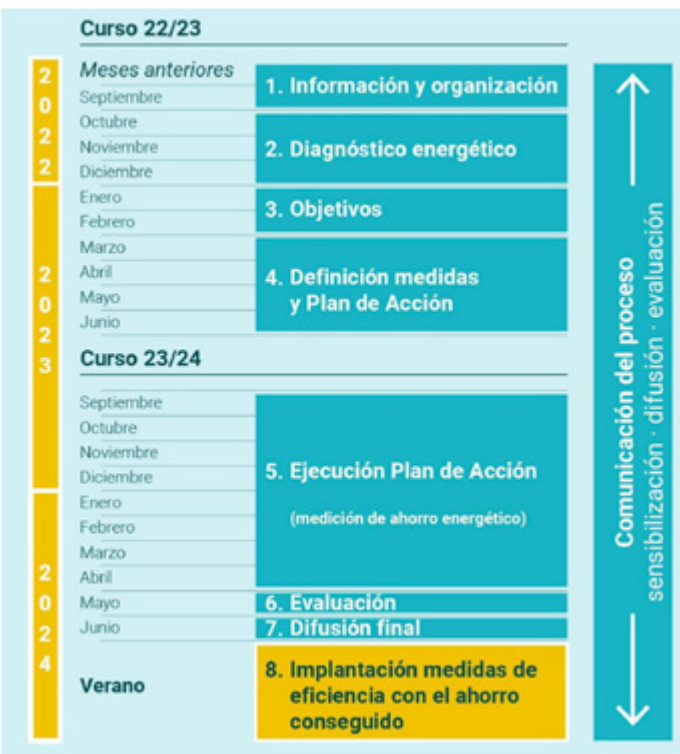 Curso 22/23
2022
Meses anteriores
Septiembre
1. Información y organización
Octubre
Noviembre
Diciembre
2. Diagnóstico energético
2023
Enero
Febrero
3. Objetivos
Marzo
Abril
Mayo
Junio
4. Definición medidas
y Plan de Acción
Curso 23/24
Septiembre
Octubre
Noviembre
Diciembre
2024
Enero
Febrero
Marzo
Abril
5. Ejecución Plan de Acción
(medición de ahorro energético)
Mayo
6. Evaluación
Junio
7. Difusión final
Verano
8. Implantación medidas de
eficiencia con el ahorro
conseguido
Comunicación del proceso
sensibilización · difusión · evaluación